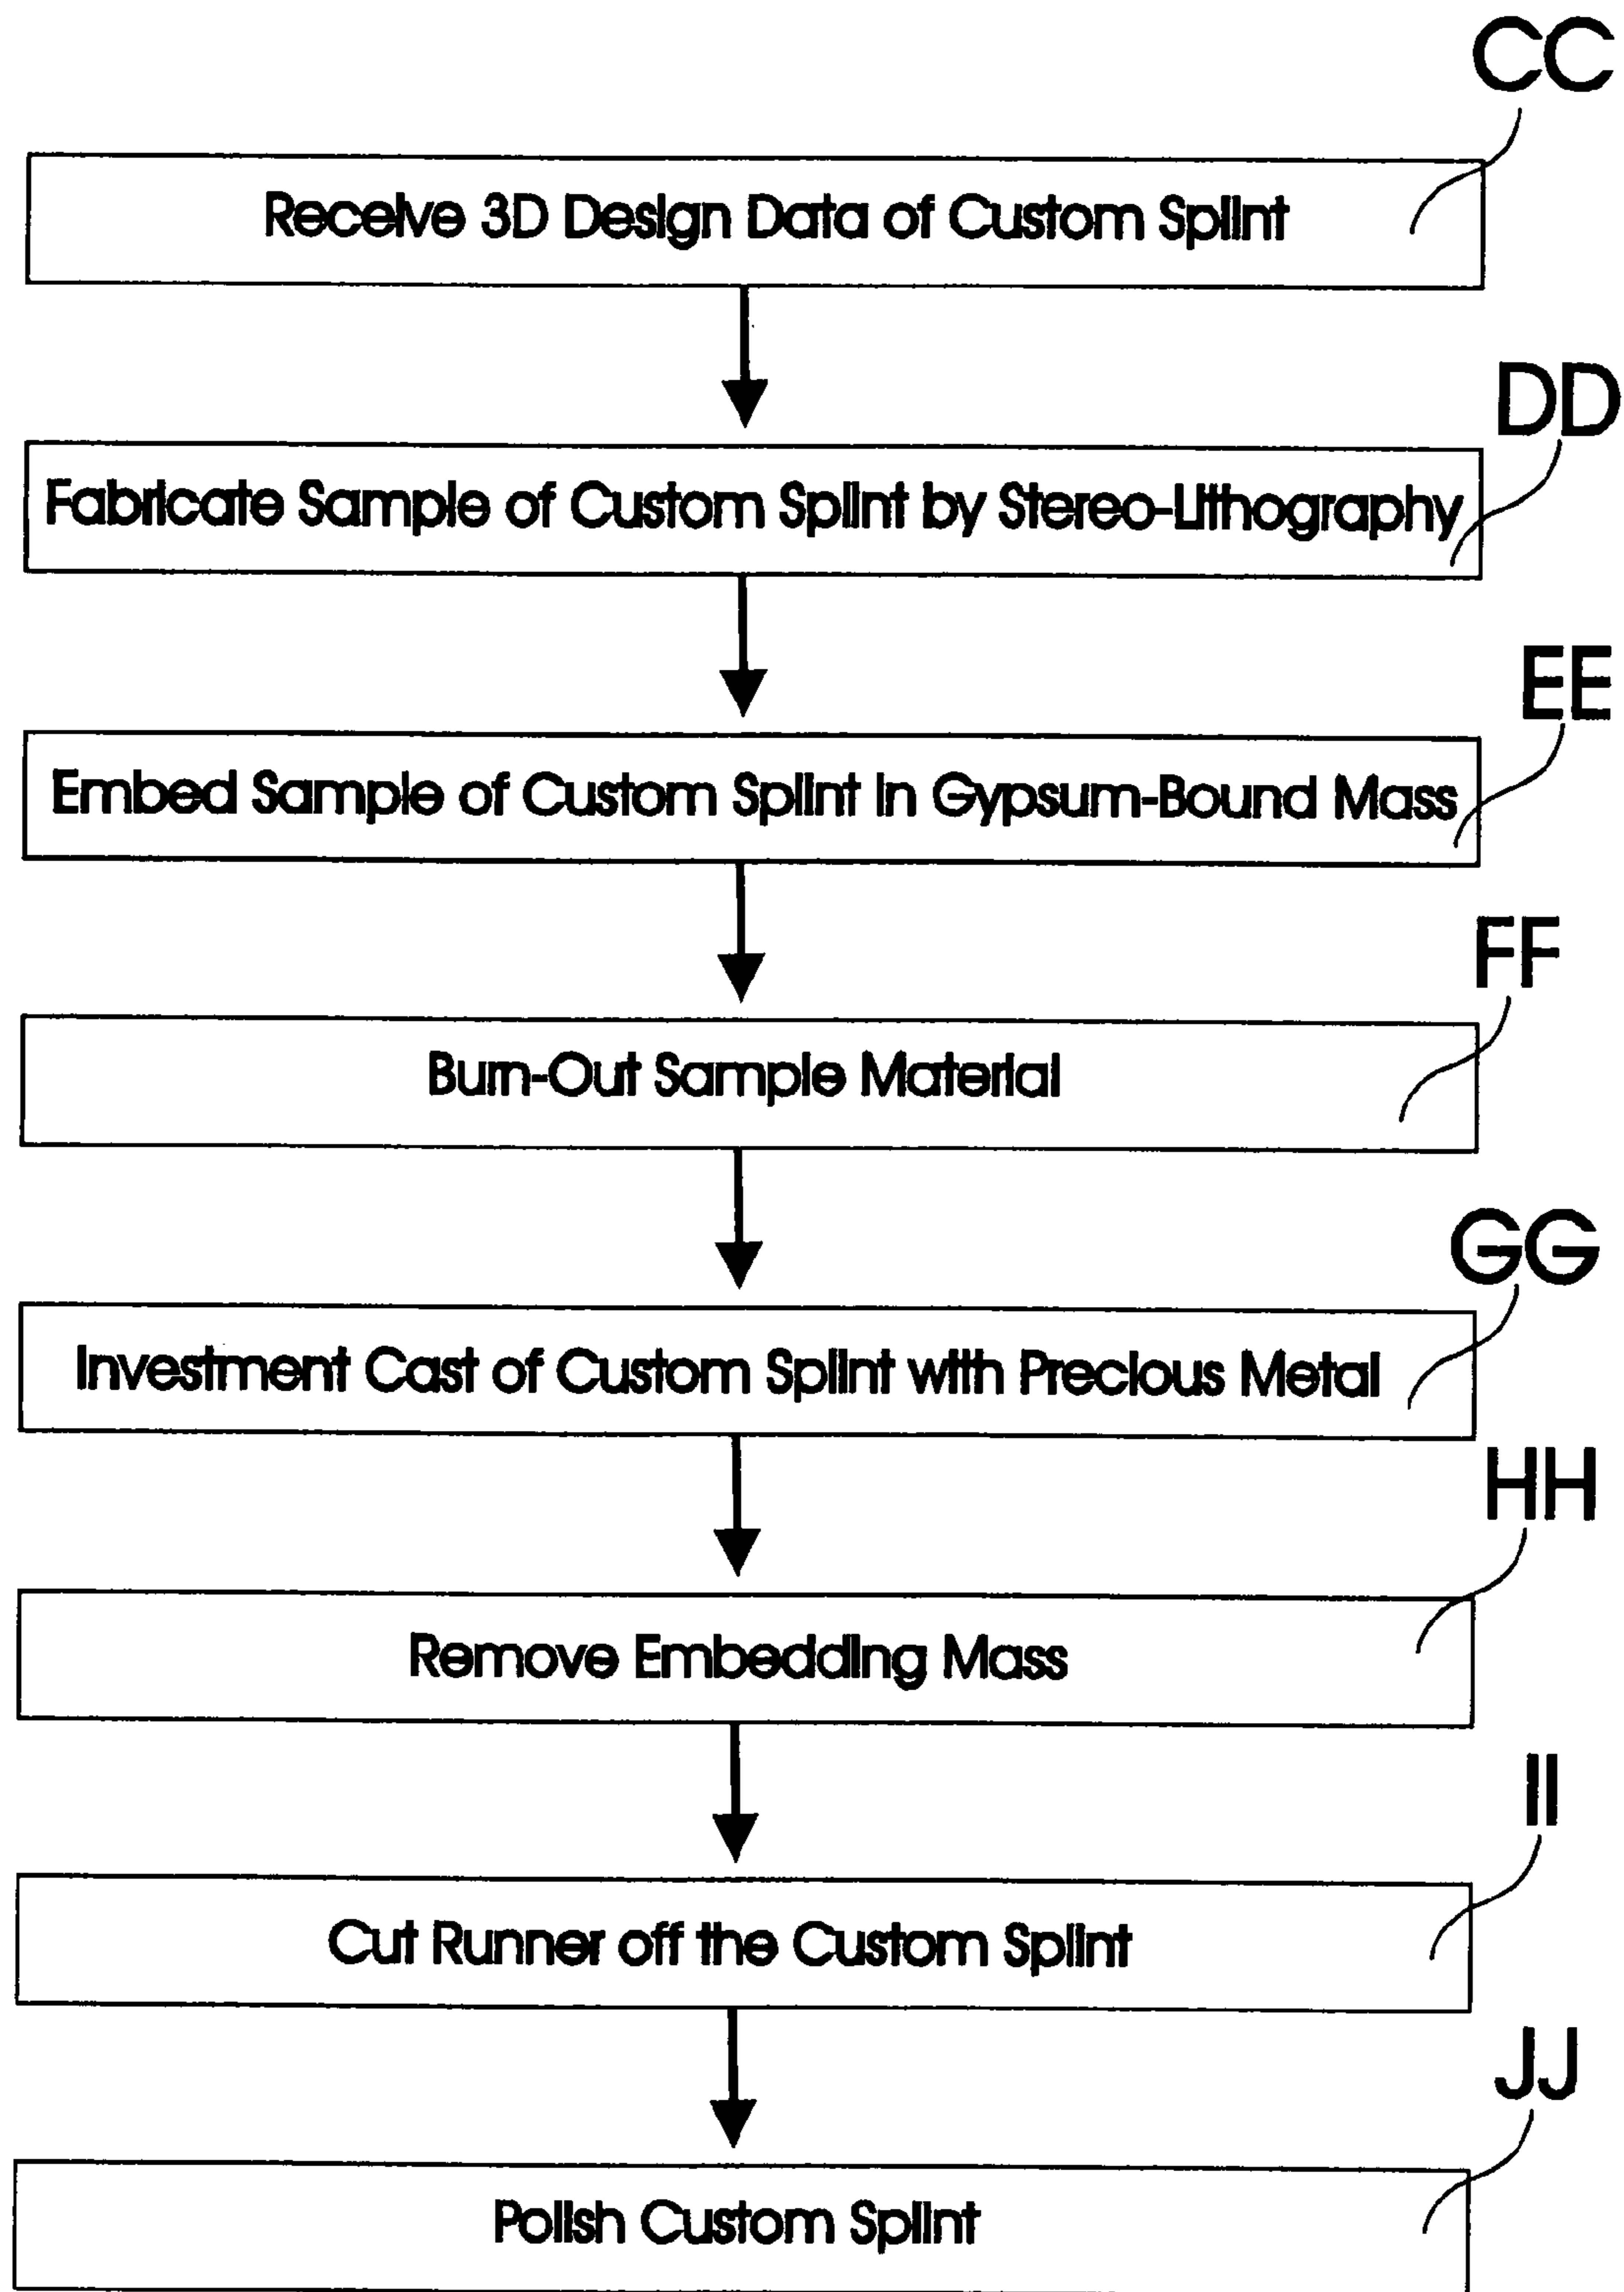 CC
Receive 3D Design Data of Custom Splint
DD
Fabricate Sample of Custom Splint by Stereo-Lithography
EE
Embed Sample of Custom Splint in Gypsum-Bound Mass
FF
Burn-Out Sample Material
GG
Investment Cast of Custom Splint with Precious Metal
HH
Remove Embedding Mass
II
Cut Runner off the Custom Splint
JJ
Polish Custom Splint